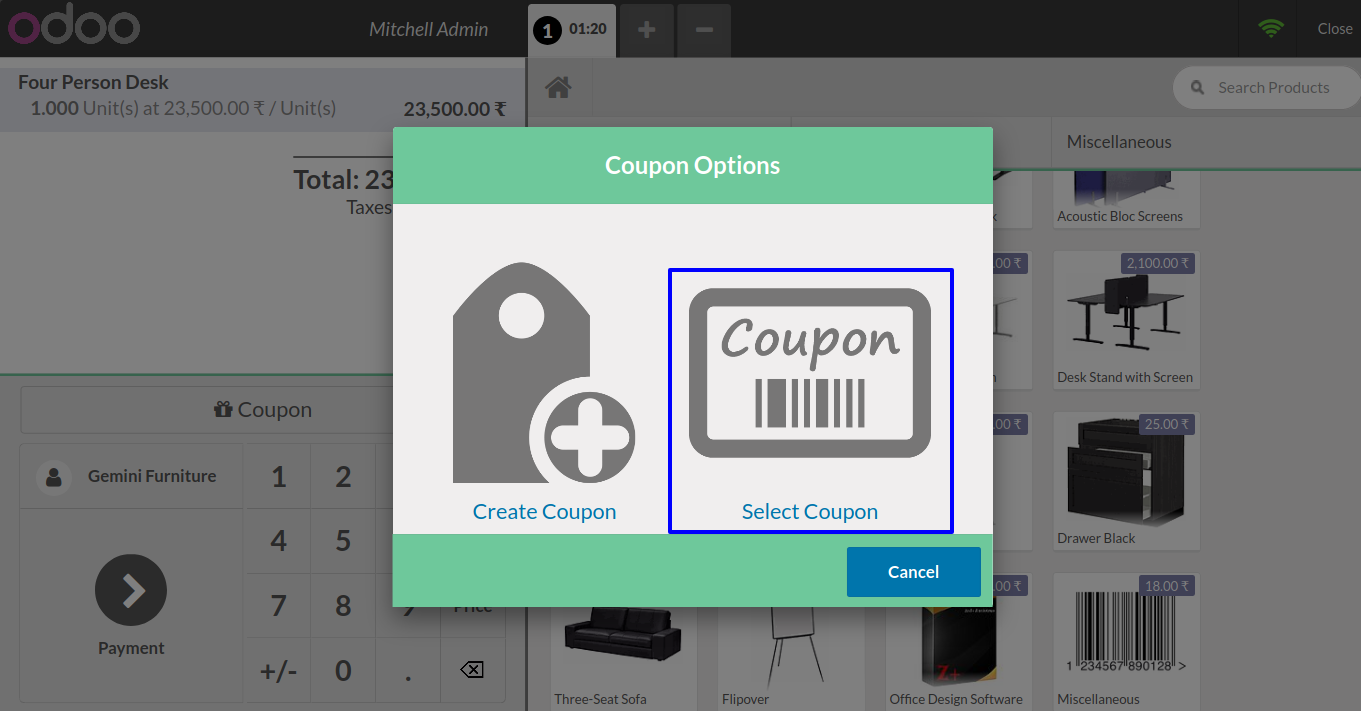 odoo
Mitchell Admin
1 01:20
Close
Four Person Desk
1.000 Unit(s) at 23,500.00 ₹ / Unit(s) 23,500.00 ₹
Search Products
Total: 23
Taxes
Miscellaneous
Coupon Options
Coupon
Create Coupon
Select Coupon
Cancel
Acoustic Bloc Screens
.00 ₹
2,100.00 ₹
Desk Stand with Screen
.00 ₹
25.00 ₹
Drawer Black
.00 ₹
18.00 ₹
Coupon
Gemini Furniture
1 2
4 5
7 8
Price
+/- 0 .
Payment
Three-Seat Sofa
Flipover
Z+
Office Design Software
1 234567 890128 >
Miscellaneous